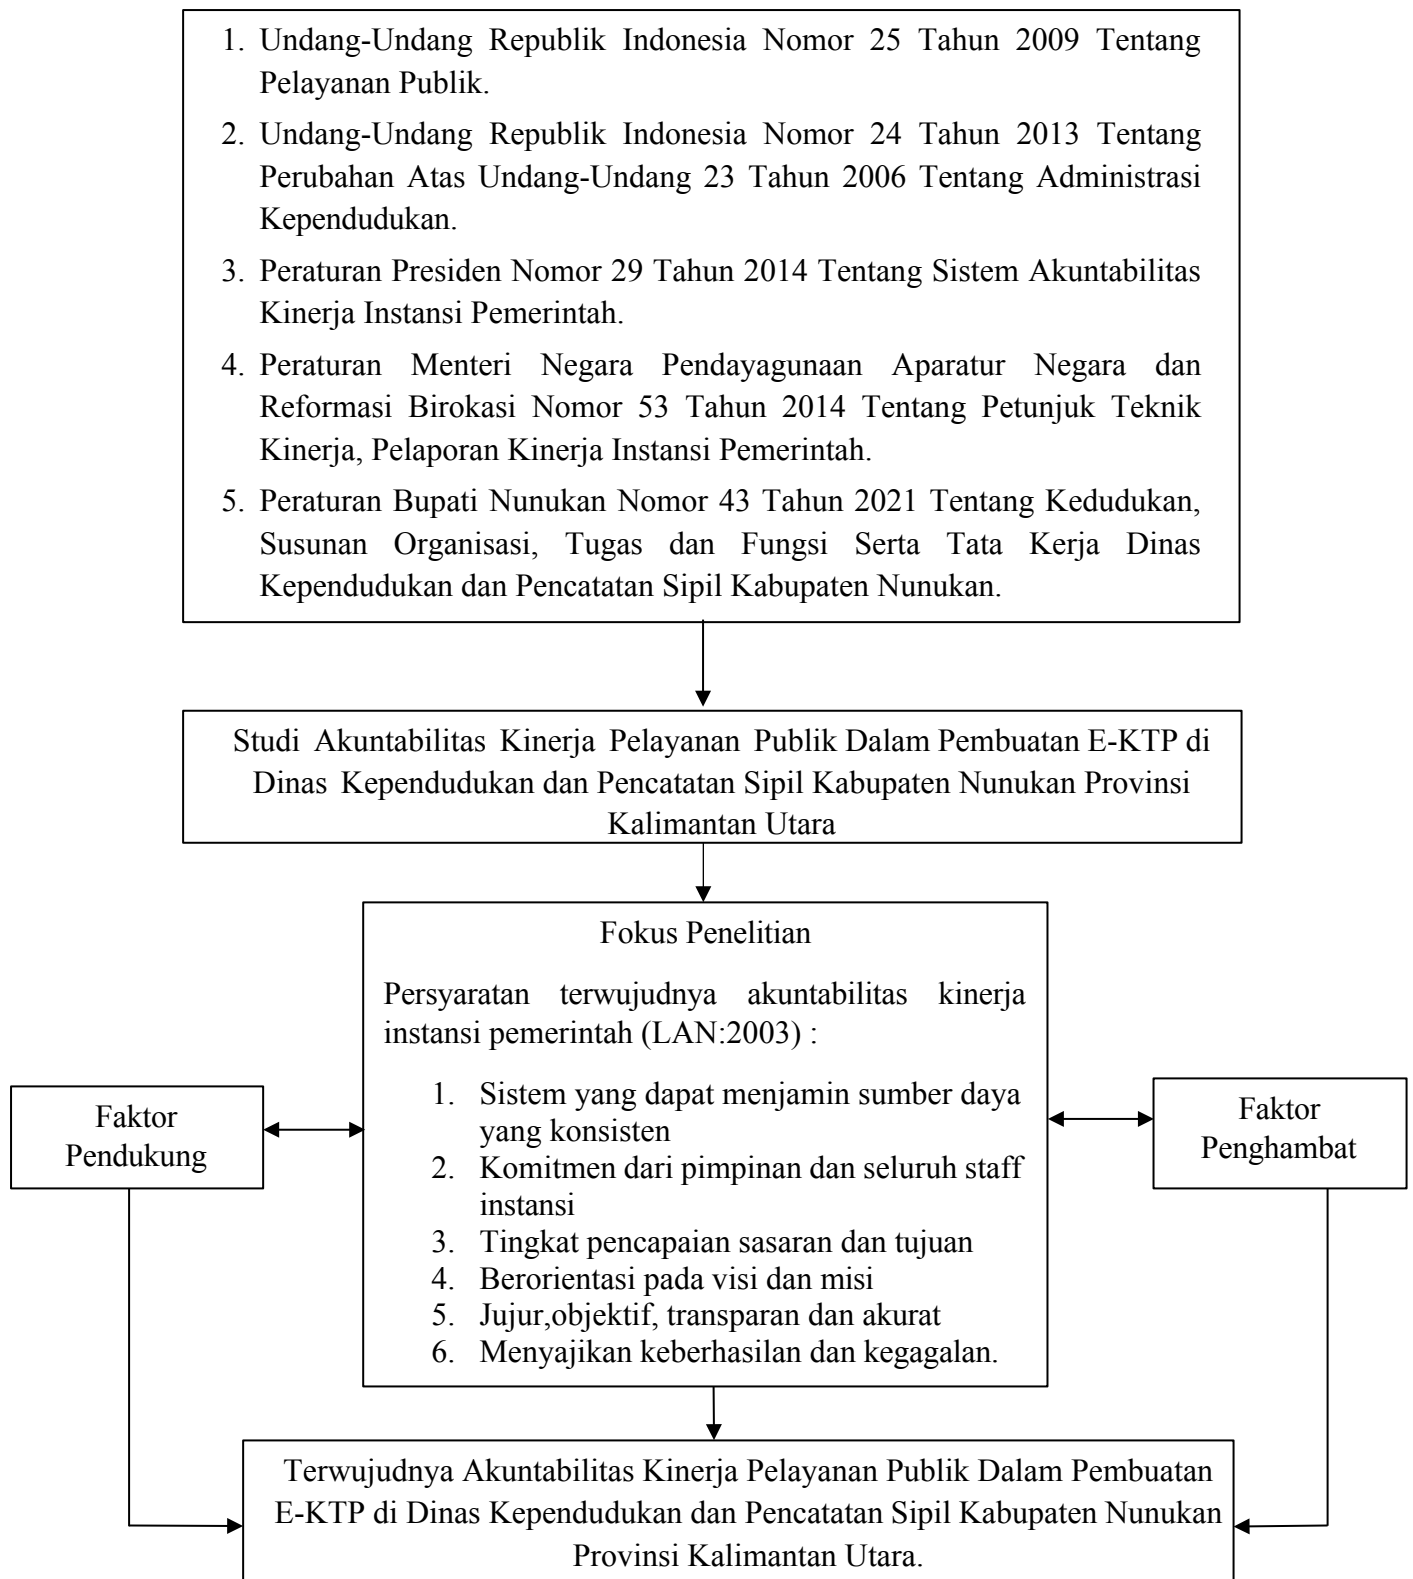 1. Undang-Undang Republik Indonesia Nomor 25 Tahun 2009 Tentang
Pelayanan Publik.
2. Undang-Undang Republik Indonesia Nomor 24 Tahun 2013 Tentang
Perubahan Atas Undang-Undang 23 Tahun 2006 Tentang Administrasi
Kependudukan.
3. Peraturan Presiden Nomor 29 Tahun 2014 Tentang Sistem Akuntabilitas
Kinerja Instansi Pemerintah.
4. Peraturan Menteri Negara Pendayagunaan Aparatur Negara dan
Reformasi Birokasi Nomor 53 Tahun 2014 Tentang Petunjuk Teknik
Kinerja, Pelaporan Kinerja Instansi Pemerintah.
5. Peraturan Bupati Nunukan Nomor 43 Tahun 2021 Tentang Kedudukan,
Susunan Organisasi, Tugas dan Fungsi Serta Tata Kerja Dinas
Kependudukan dan Pencatatan Sipil Kabupaten Nunukan.
Studi Akuntabilitas Kinerja Pelayanan Publik Dalam Pembuatan E-KTP di
Dinas Kependudukan dan Pencatatan Sipil Kabupaten Nunukan Provinsi
Kalimantan Utara
Fokus Penelitian
Persyaratan terwujudnya akuntabilitas kinerja
instansi pemerintah (LAN:2003) :
1. Sistem yang dapat menjamin sumber daya
yang konsisten
2. Komitmen dari pimpinan dan seluruh staff
instansi
3. Tingkat pencapaian sasaran dan tujuan
4. Berorientasi pada visi dan misi
5. Jujur,objektif, transparan dan akurat
6. Menyajikan keberhasilan dan kegagalan.
Faktor
Pendukung
Faktor
Penghambat
Terwujudnya Akuntabilitas Kinerja Pelayanan Publik Dalam Pembuatan
E-KTP di Dinas Kependudukan dan Pencatatan Sipil Kabupaten Nunukan
Provinsi Kalimantan Utara.